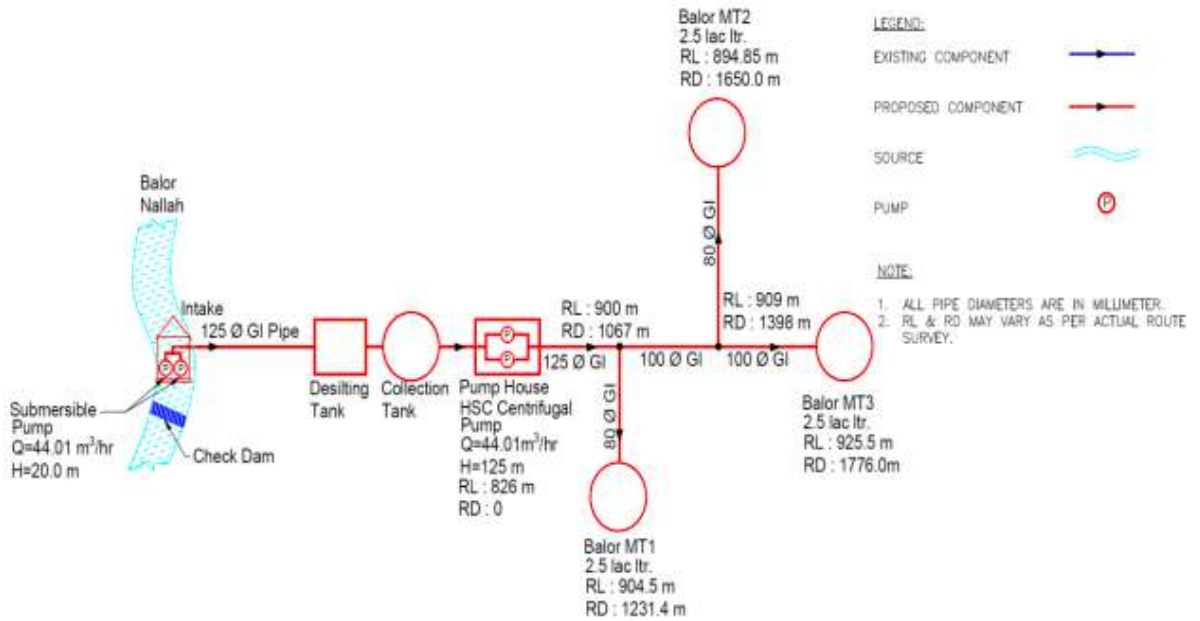 Balor MT2
2.5 lac ltr.
RL : 894.85 m
RD : 1650.0 m
LEGEND:
EXISTING COMPONENT
PROPOSED COMPONENT
SOURCE
PUMP
P
NOTE:
1. ALL PIPE DIAMETERS ARE IN MILLIMETER.
2. RL & RD MAY VARY AS PER ACTUAL ROUTE
SURVEY.
Balor
Nallah
Intake
125 Ø GI Pipe
P P
Submersible
Pump
Q=44.01 m³/hr
H=20.0 m
Check Dam
Desilting
Tank
Collection
Tank
P
P
Pump House
HSC Centrifugal
Pump
Q=44.01m³/hr
H=125 m
RL : 826 m
RD : 0
RL : 900 m
RD : 1067 m
125 Ø GI
80 Ø GI
100 Ø GI
80 Ø GI
RL : 909 m
RD : 1398 m
100 Ø GI
Balor MT3
2.5 lac ltr.
RL : 925.5 m
RD : 1776.0m
Balor MT1
2.5 lac ltr.
RL : 904.5 m
RD : 1231.4 m